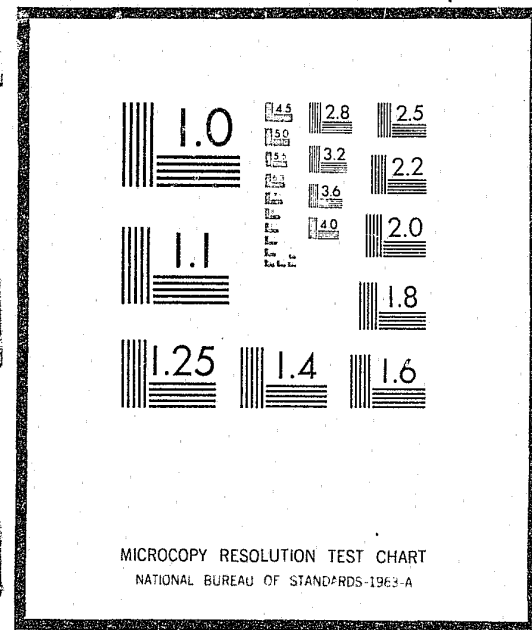 1.0
4.5 2.8 2.5
5.0
3.2 2.2
3.6
4.0 2.0
1.1
1.8
1.25 1.4 1.6
MICROCOPY RESOLUTION TEST CHART
NATIONAL BUREAU OF STANDARDS-1963-A